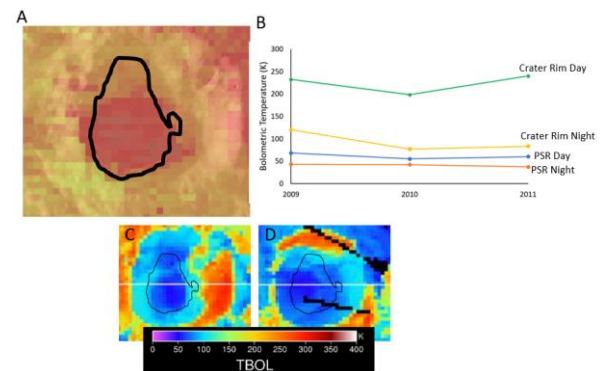 A
B
Bolometric Temperature (K)
300
250
200
150
100
50
0
2009
2010
2011
Crater Rim Day
Crater Rim Night
PSR Day
PSR Night
C
D
K
0 50 100 150 200 250 300 350 400
TBOL